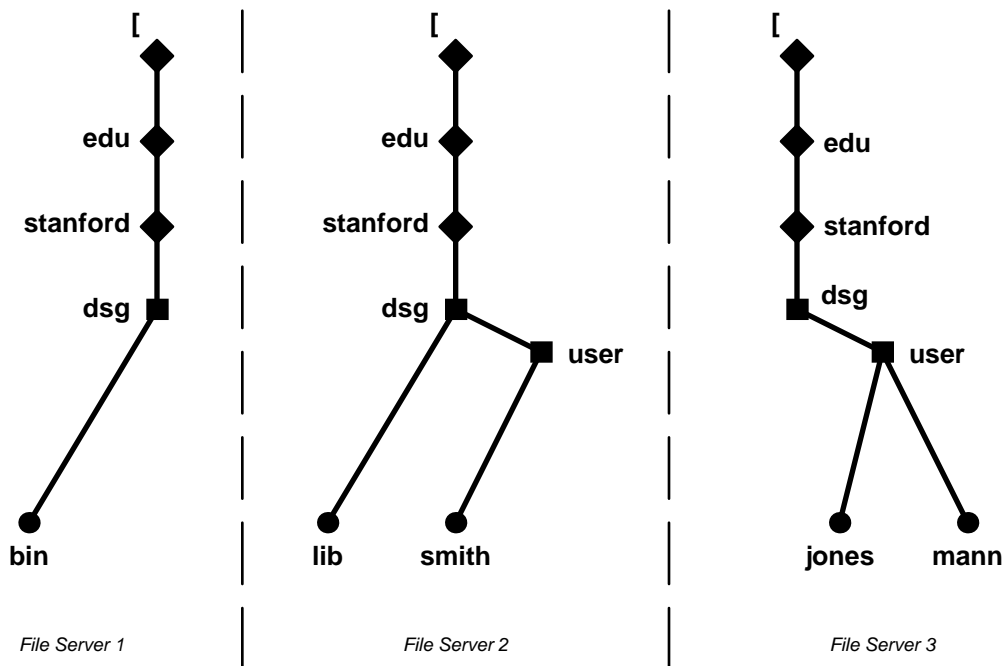 [ [ [
edu edu edu
stanford stanford stanford
dsg dsg dsg
user user
bin lib smith jones mann
File Server 1 File Server 2 File Server 3